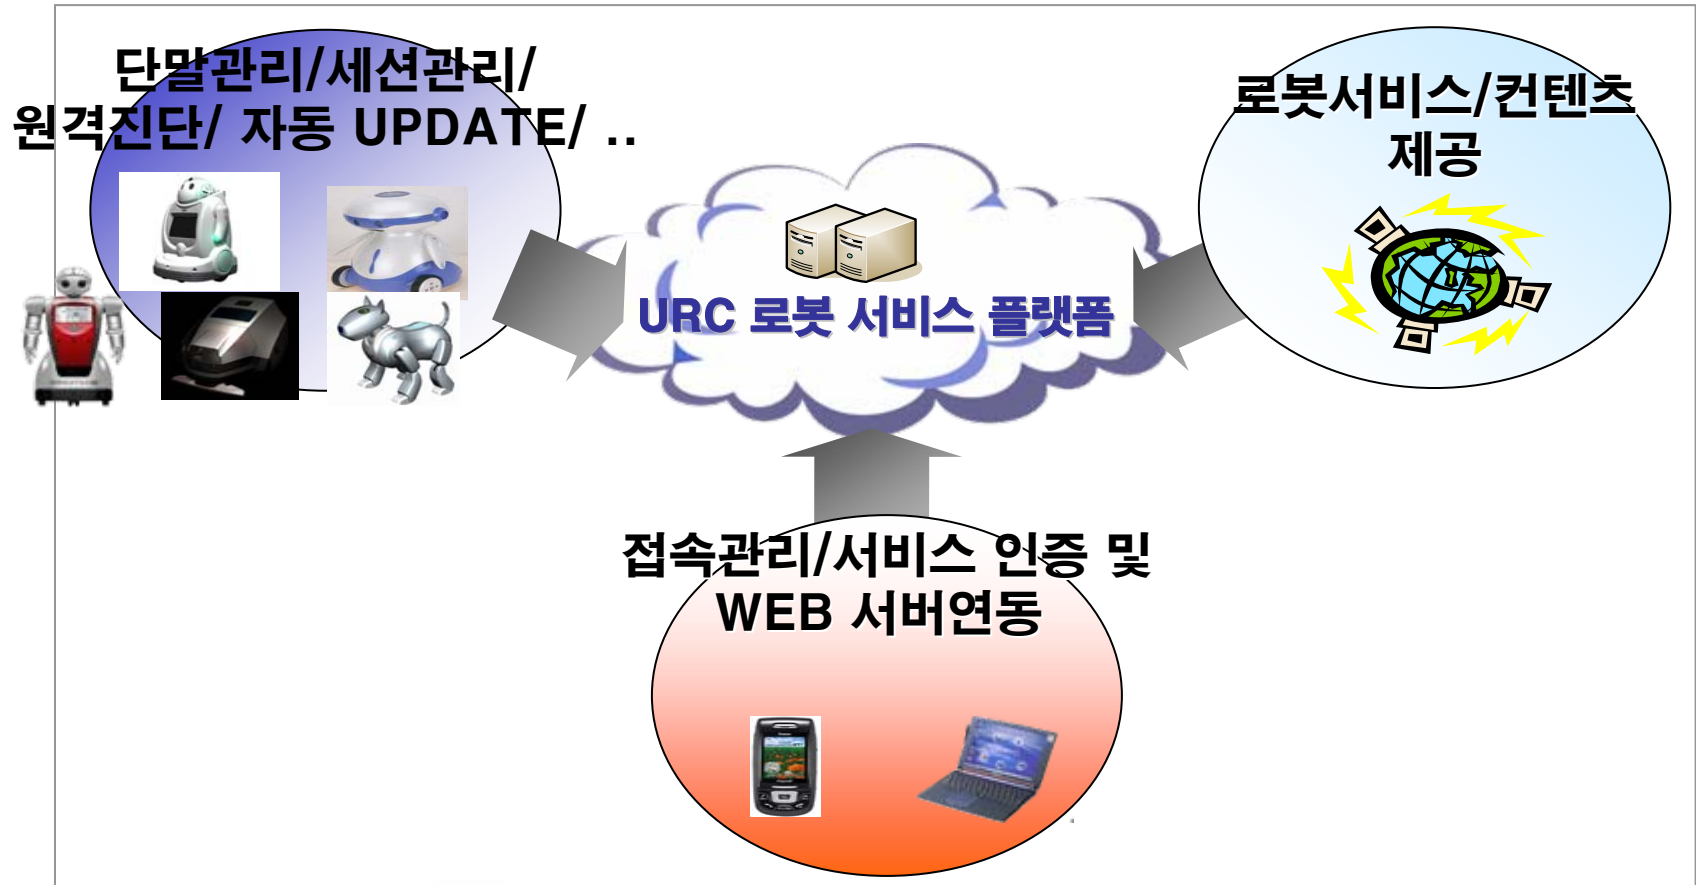 단말관리/세션관리/
원격진단/ 자동 UPDATE/ ..
로봇서비스/컨텐츠
제공
URC 로봇 서비스 플랫폼
접속관리/서비스 인증 및
WEB 서버연동